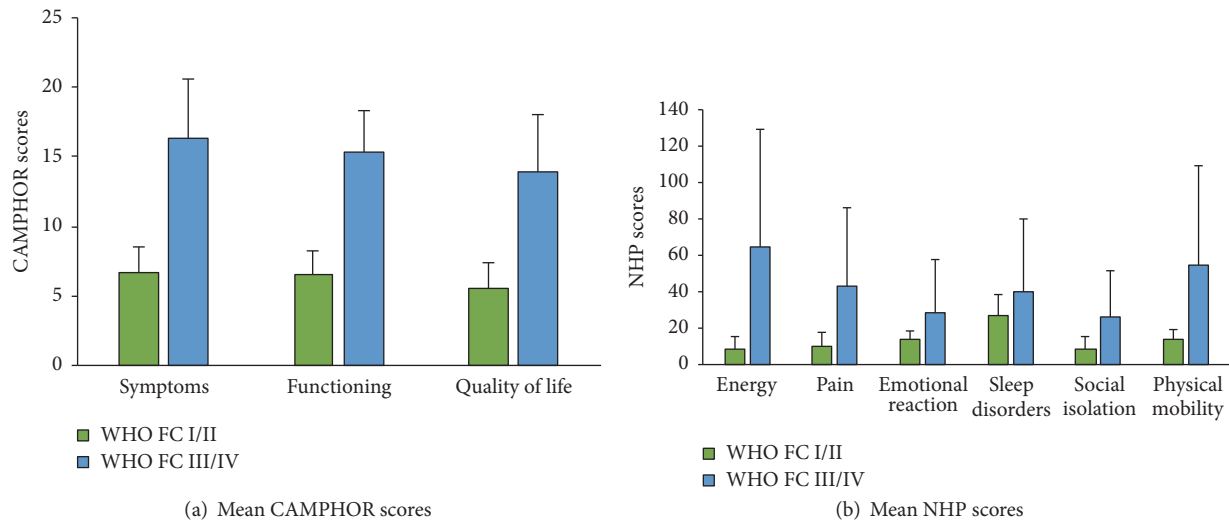 25
20
15
10
5
0
CAMPHOR scores
Symptoms
Functioning
Quality of life
WHO FC I/II
WHO FC III/IV
(a) Mean CAMPHOR scores
140
120
100
80
60
40
20
0
NHP scores
Energy
Pain
Emotional
reaction
Sleep
disorders
Social
isolation
Physical
mobility
WHO FC I/II
WHO FC III/IV
(b) Mean NHP scores